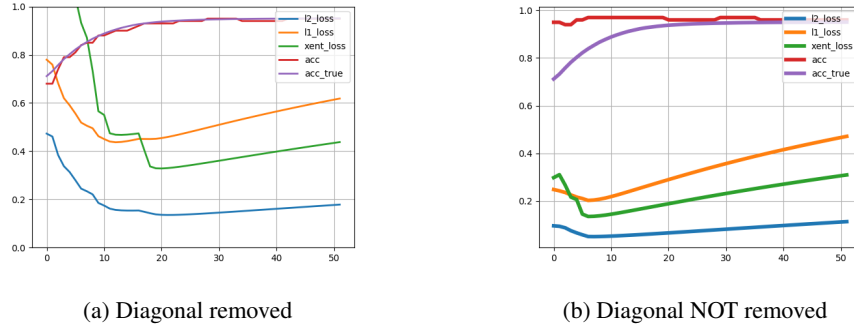 1.0
0.8
0.6
0.4
0.2
0.0
0 10 20 30 40 50
l2_loss
l1_loss
xent_loss
acc
acc_true
(a) Diagonal removed
1.0
0.8
0.6
0.4
0.2
0 10 20 30 40 50
l2_loss
l1_loss
xent_loss
acc
acc_true
(b) Diagonal NOT removed